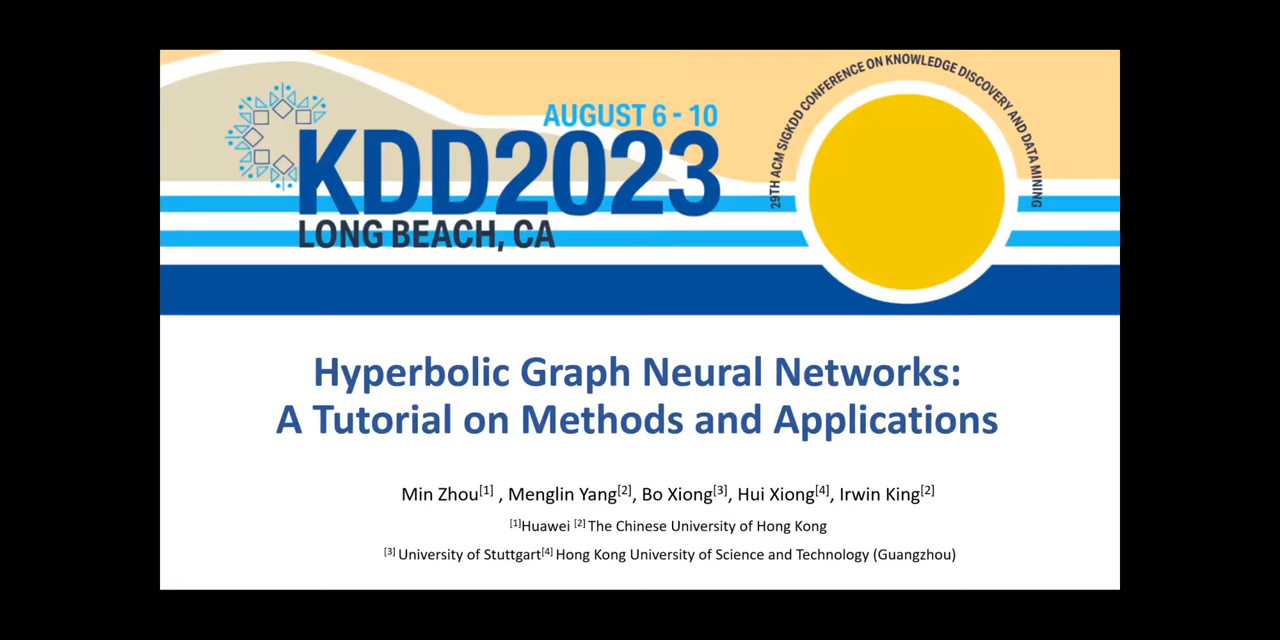 AUGUST 6 - 10
KDD2023
LONG BEACH, CA
29TH ACM SIGKDD CONFERENCE ON KNOWLEDGE DISCOVERY AND DATA MINING
Hyperbolic Graph Neural Networks:
A Tutorial on Methods and Applications
Min Zhou[1] , Menglin Yang[2], Bo Xiong[3], Hui Xiong[4], Irwin King[2]
[1]Huawei [2] The Chinese University of Hong Kong
[3] University of Stuttgart[4] Hong Kong University of Science and Technology (Guangzhou)